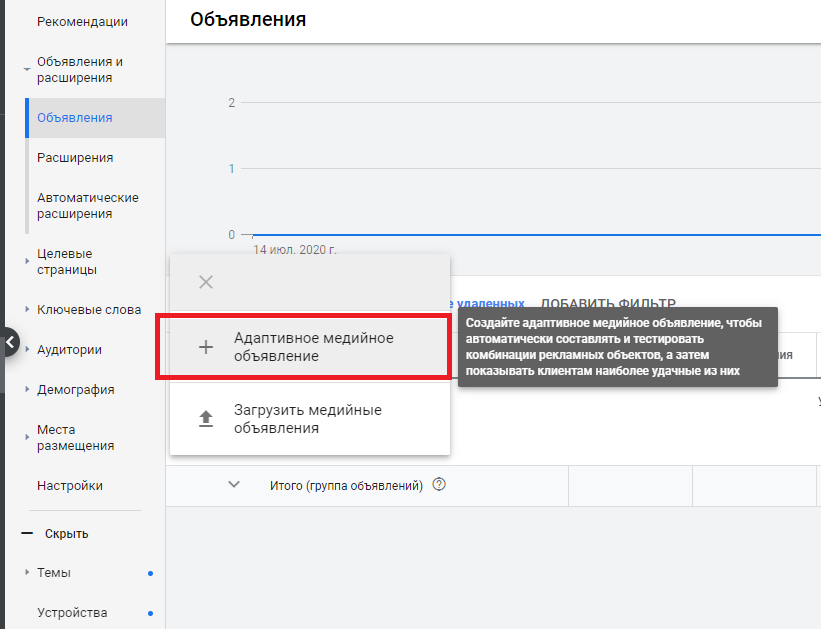 Рекомендации
Объявления и
расширения
Объявления
Расширения
Автоматические
расширения
Целевые
страницы
Ключевые слова
Аудитории
Демография
Места
размещения
Настройки
Скрыть
Темы
Устройства
Объявления
2
1
0
14 июл. 2020 г.
удаленных
ДОБАВИТЬ ФИЛЬТР
Адаптивное медийное
объявление
Создайте адаптивное медийное объявление, чтобы
автоматически составлять и тестировать
комбинации рекламных объектов, а затем
показывать клиентам наиболее удачные из них
Загрузить медийные
объявления
Итого (группа объявлений)